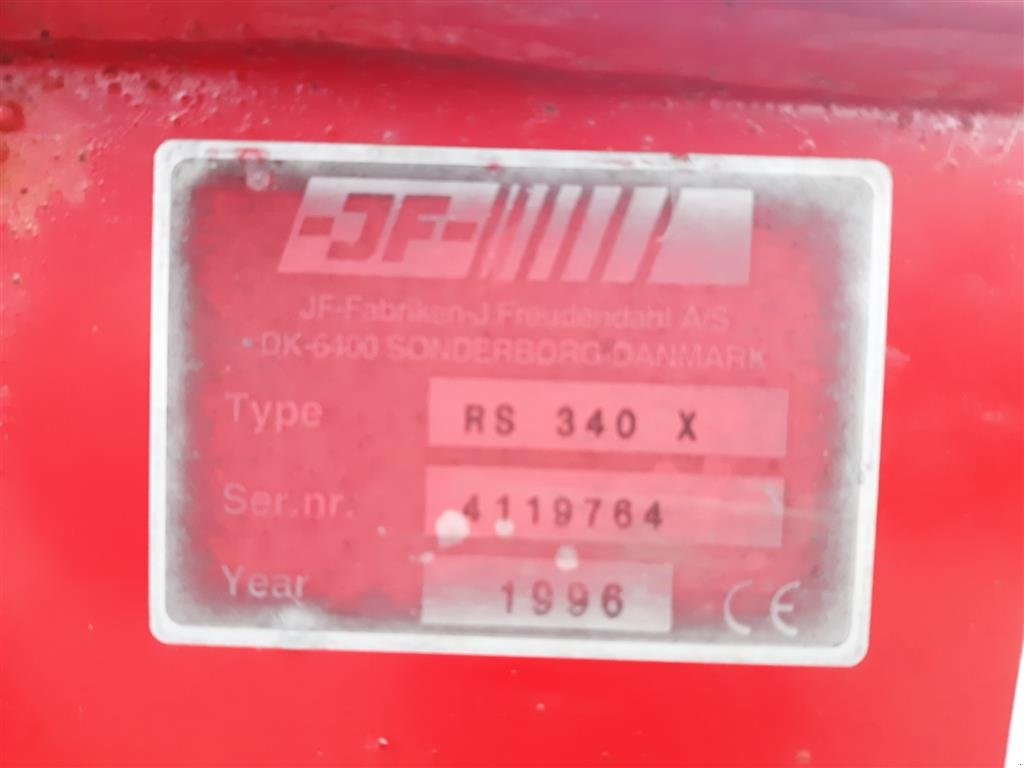 -JF-
JF-Fabriken-J Freudendahl A/S
DK-6400 SONDERBORG-DANMARK
Type RS 340 X
Ser.nr. 4119764
Year 1996 CE